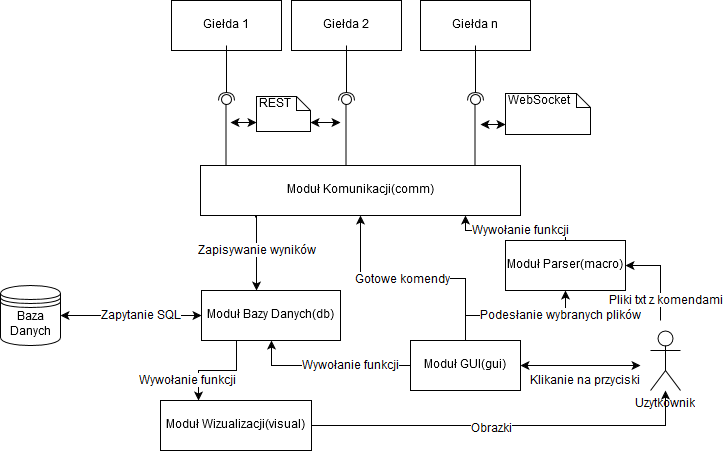 Giełda 1
Giełda 2
Giełda n
REST
WebSocket
Moduł Komunikacji(comm)
Wywołanie funkcji
Zapisywanie wyników
Gotowe komendy
Moduł Parser(macro)
Pliki txt z komendami
Baza
Danych
Zapytanie SQL
Moduł Bazy Danych(db)
Podesłanie wybranych plików
Wywołanie funkcji
Moduł GUI(gui)
Klikanie na przyciski
Wywołanie funkcji
Uzytkownik
Moduł Wizualizacji(visual)
Obrazki